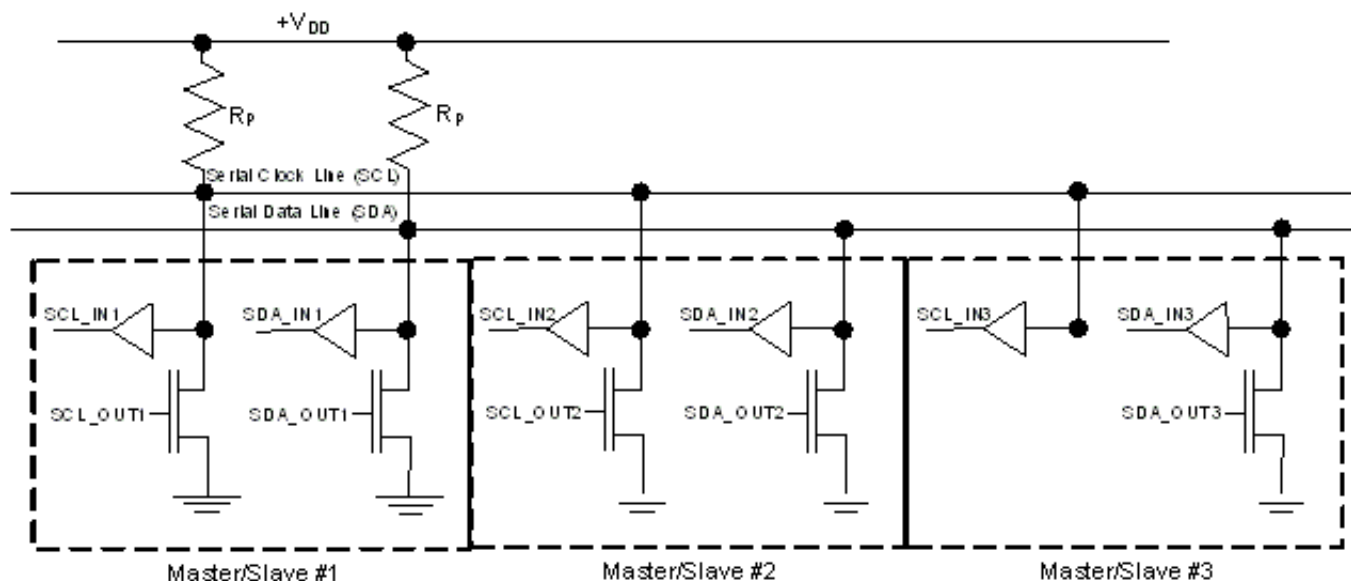 +VDD
Rp
Rp
Serial Clock Line (SCL)
Serial Data Line (SDA)
SCL_IN1
SDA_IN1
SCL_IN2
SDA_IN2
SCL_IN3
SDA_IN3
SCL_OUT1
SDA_OUT1
SCL_OUT2
SDA_OUT2
SDA_OUT3
Master/Slave #1
Master/Slave #2
Master/Slave #3